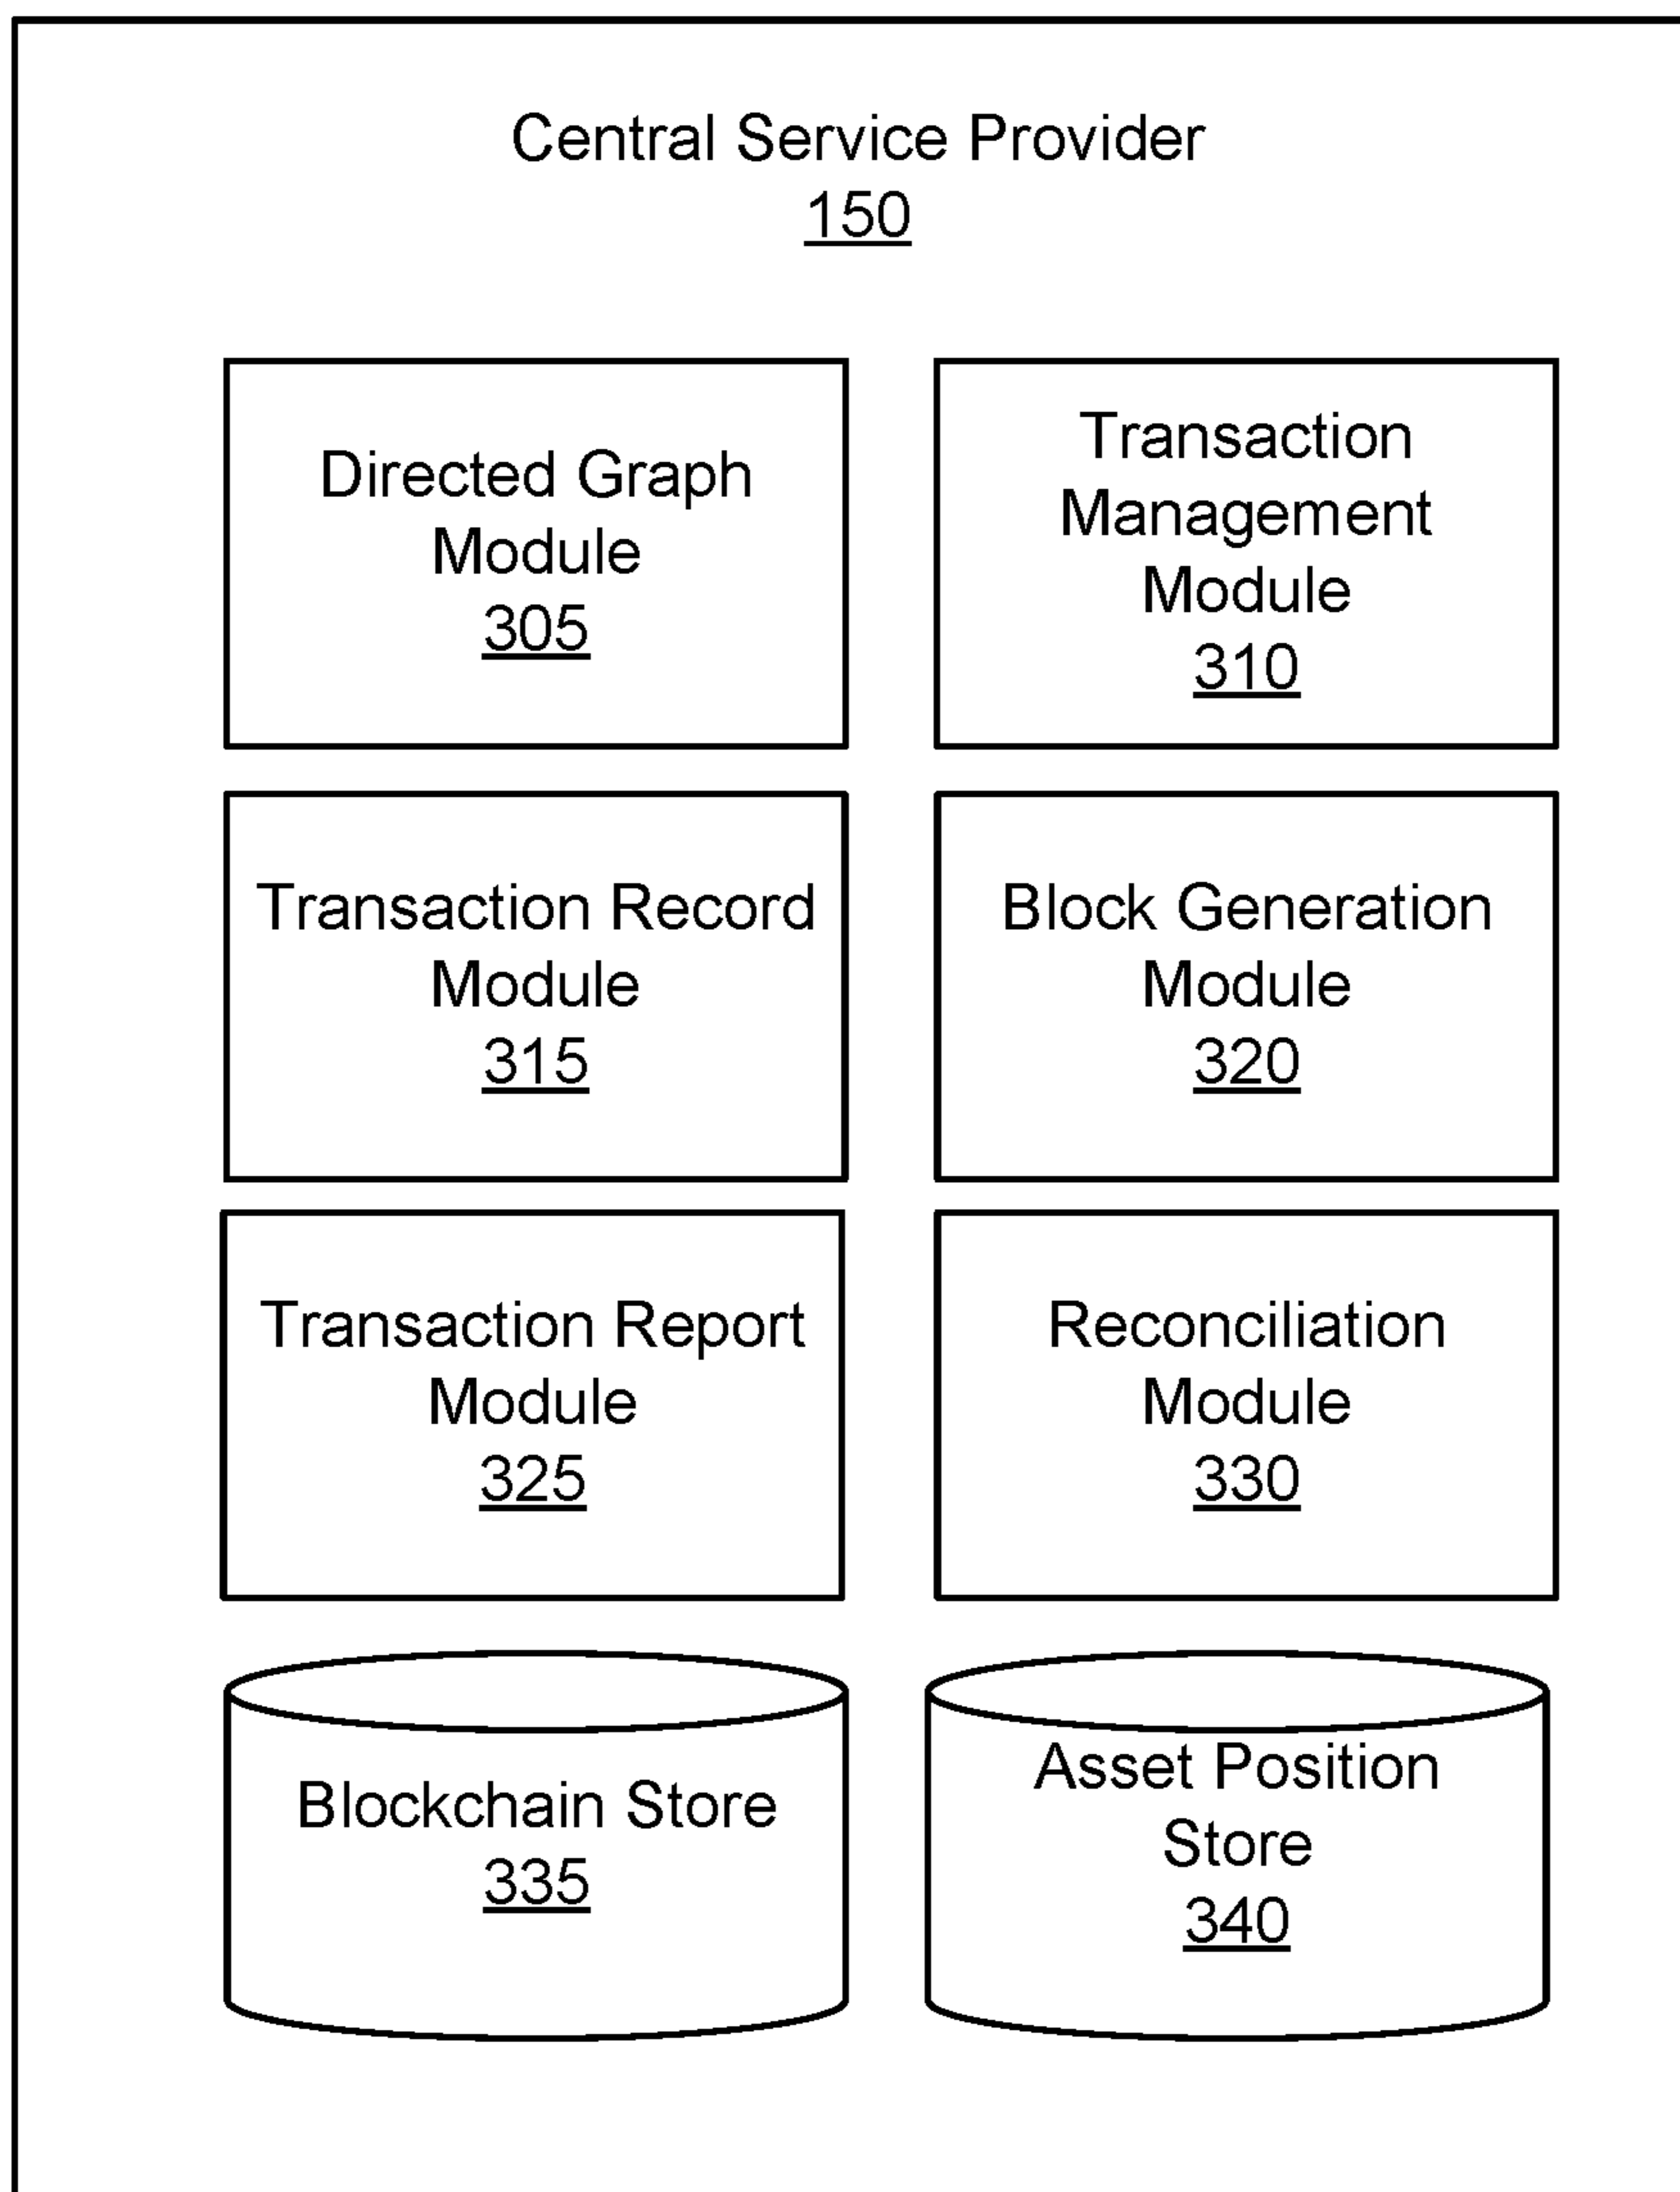 Central Service Provider
150
Directed Graph
Module
305
Transaction
Management
Module
310
Transaction Record
Module
315
Block Generation
Module
320
Transaction Report
Module
325
Reconciliation
Module
330
Blockchain Store
335
Asset Position
Store
340